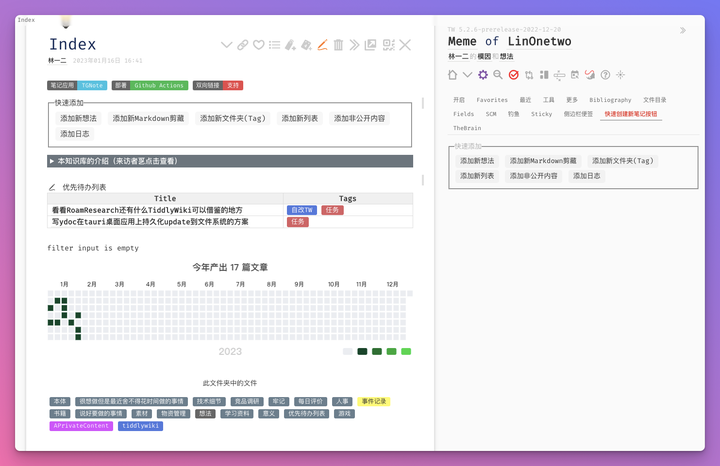 Index
Index
林一二 2023年01月16日 16:45
笔记应用 TGNote 部署 Github Actions 双向链接 支持
快速添加
添加新想法 添加新Markdown剪藏 添加新文件夹(Tag) 添加新列表 添加非公开内容
添加日志
▶ 本知识库的介绍（来访者烎点击查看）
优先待办列表
Title Tags
看看RoamResearch还有什么TiddlyWiki可以借鉴的地方 自改TW 任务
写ydoc在tauri桌面应用上持久化update到文件系统的方案 任务
filter input is empty
今年产出 17 篇文章
1月 2月 3月 4月 5月 6月 7月 8月 9月 10月 11月 12月
2023
此文件夹中的文件
本体 很想做但是最近舍不得花时间做的事情 技术细节 竞品调研 牢记 每日评价 人事 事件记录
书籍 说好要做的事情 素材 物资管理 想法 学习资料 意义 优先待办列表 游戏
APrivateContent tiddlywiki
TW 5.2.6-prerelease-2022-12-20
Meme of LinOnetwo
林一二的模因和想法
开启 Favorites 最近 工具 更多 Bibliography 文件目录
Fields SCM 钓鱼 Sticky 侧边栏便签 快速创建新笔记按钮
TheBrain
快速添加
添加新想法 添加新Markdown剪藏 添加新文件夹(Tag)
添加新列表 添加非公开内容 添加日志